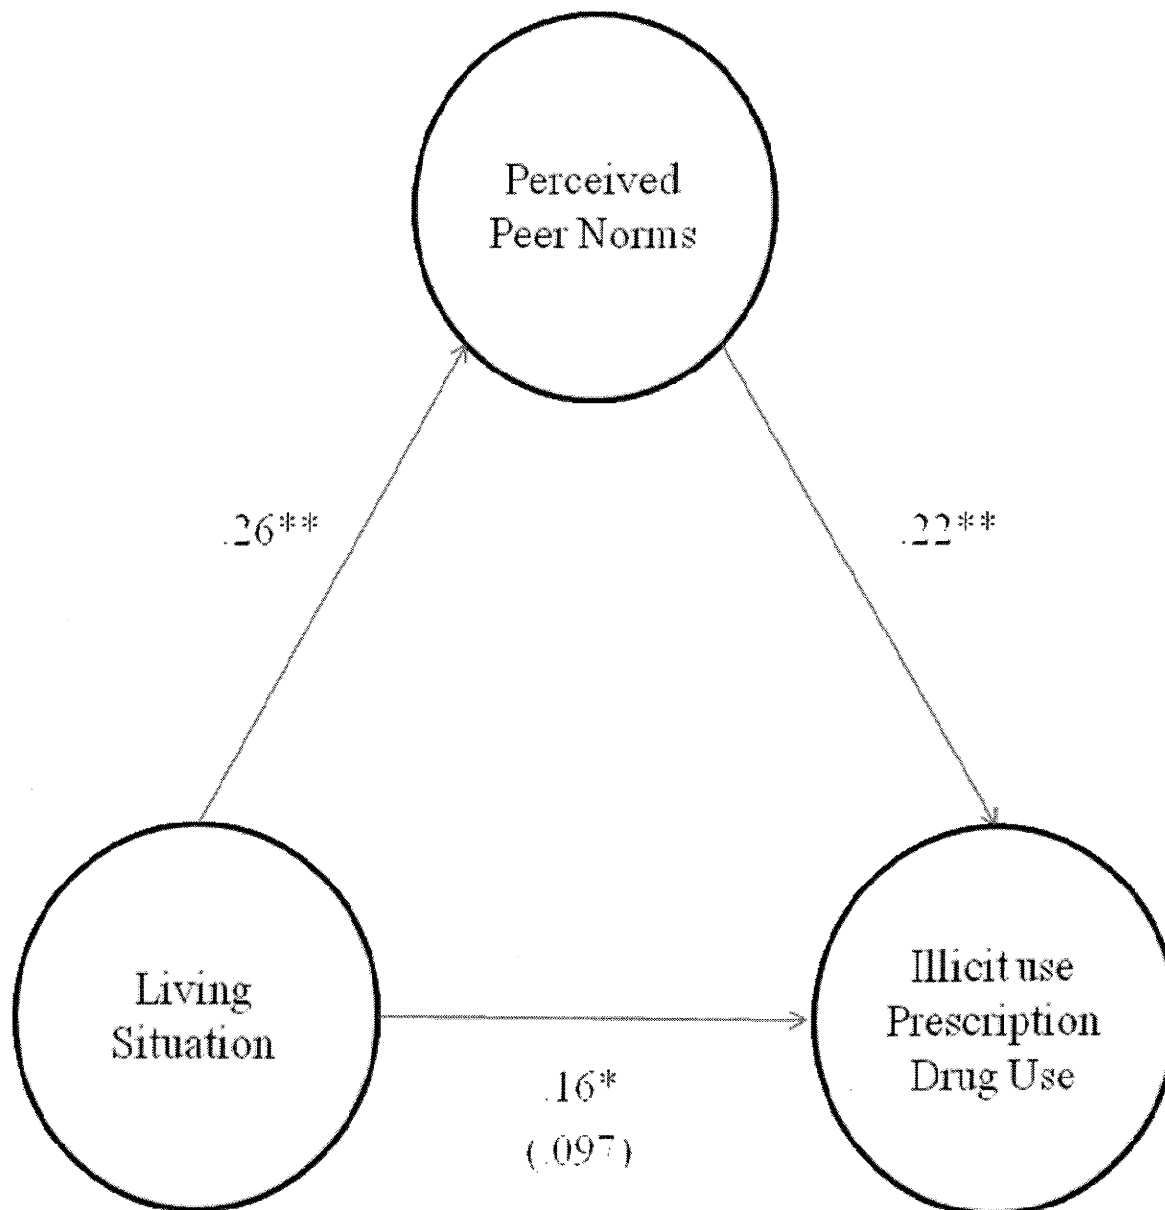 Perceived
Peer Norms
.26**
.22**
Living
Situation
.16*
(.097)
Illicit use
Prescription
Drug Use